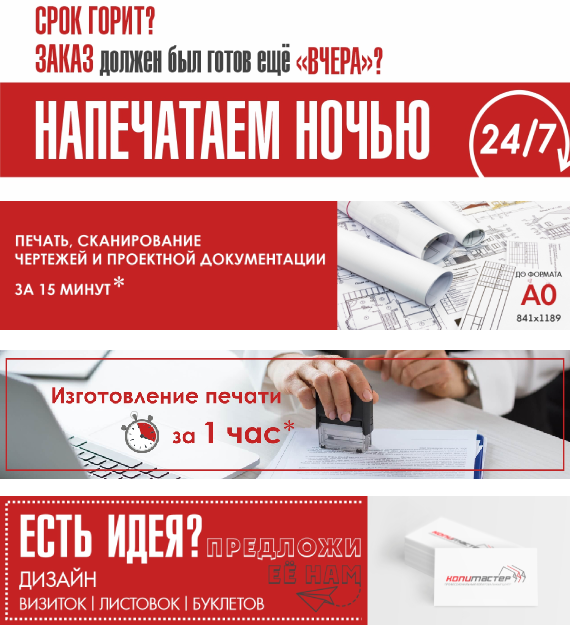 СРОК ГОРИТ?
ЗАКАЗ должен был готов ещё «ВЧЕРА»?
НАПЕЧАТАЕМ НОЧЬЮ
24/7
ПЕЧАТЬ, СКАНИРОВАНИЕ
ЧЕРТЕЖЕЙ И ПРОЕКТНОЙ ДОКУМЕНТАЦИИ
ЗА 15 МИНУТ*
ДО ФОРМАТА
А0
841x1189
Изготовление печати
за 1 час*
ЕСТЬ ИДЕЯ? ПРЕДЛОЖИ
ЕЁ НАМ
ДИЗАЙН
ВИЗИТОК | ЛИСТОВОК | БУКЛЕТОВ
копимастер